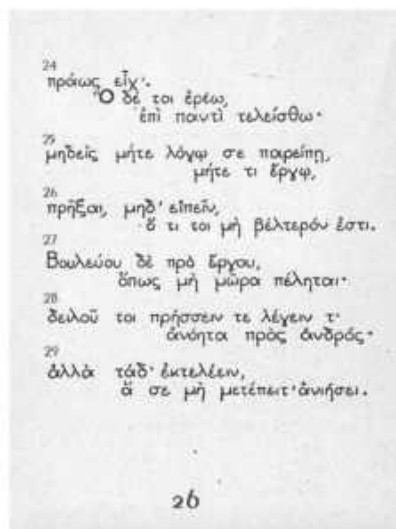 24
πράως εἶχ'.
Ὃ δέ τοι ἐρέω,
ἐπὶ παντὶ τελείσθω·
25
μηδεὶς μήτε λόγῳ σε παρείπῃ,
μήτε τι ἔργῳ,
26
πρῆξαι, μηδ' εἰπεῖν,
ὅ τι τοι μὴ βέλτερόν ἐστι.
27
Βουλεύου δὲ πρὸ ἔργου,
ὅπως μὴ μῶρα πέληται·
28
δειλοῦ τοι πρήσσειν τε λέγειν τ'
ἀνόητα πρὸς ἀνδρός·
29
ἀλλὰ τάδ' ἐκτελέειν,
ἅ σε μὴ μετέπειτ' ἀνιήσει.
26